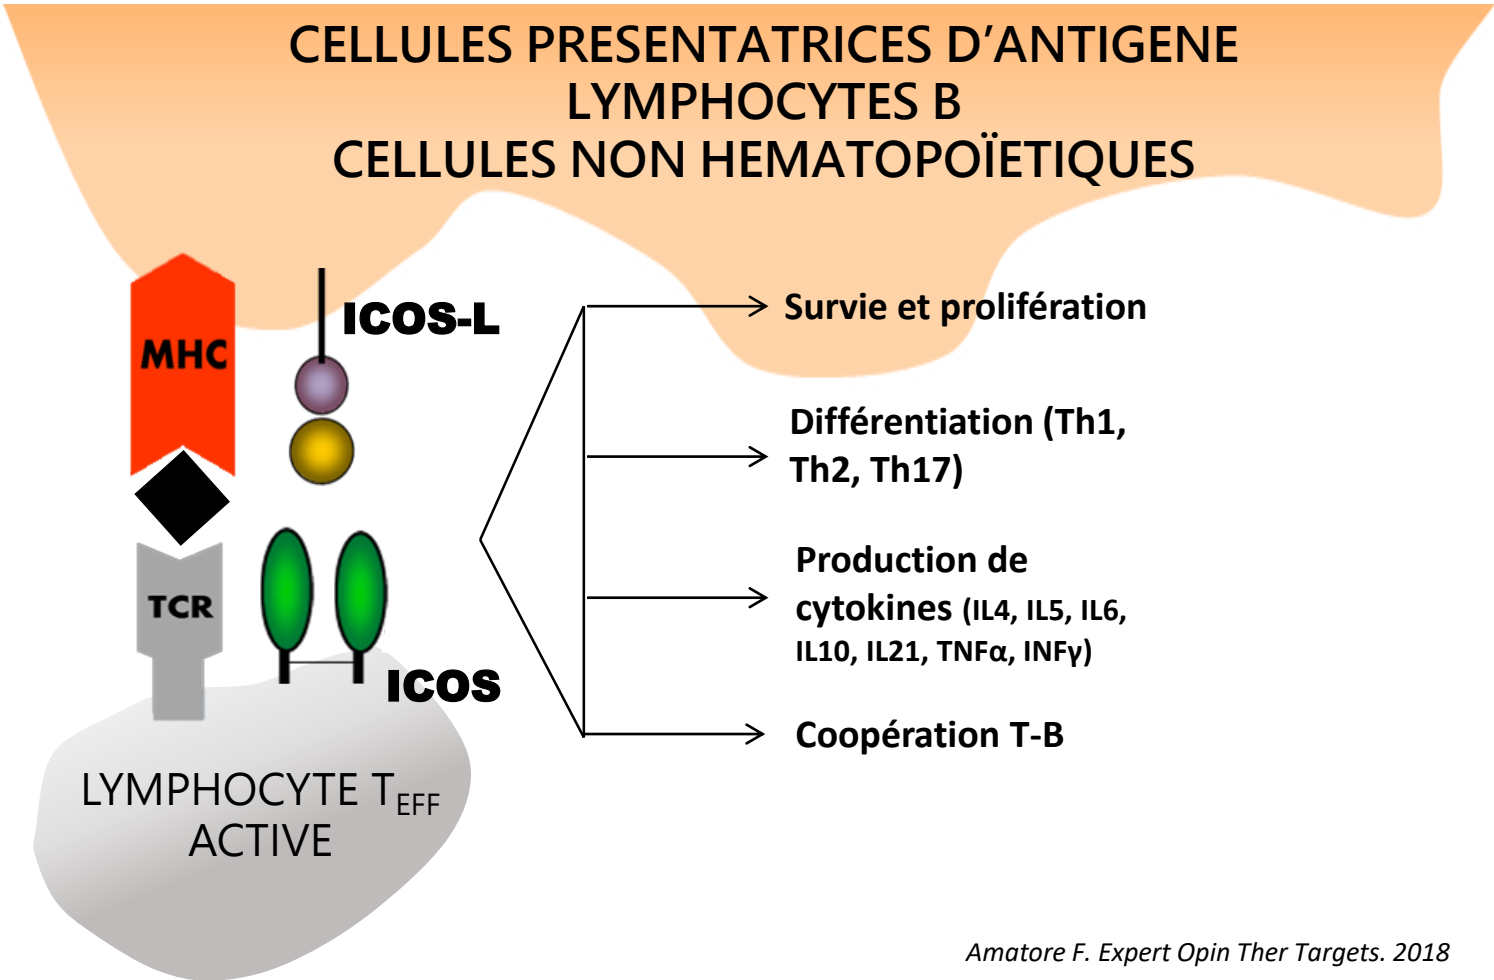 CELLULES PRESENTATRICES D’ANTIGENE
LYMPHOCYTES B
CELLULES NON HEMATOPOÏETIQUES
MHC
ICOS-L
TCR
ICOS
LYMPHOCYTE TEFF
ACTIVE
Survie et prolifération
Différentiation (Th1,
Th2, Th17)
Production de
cytokines (IL4, IL5, IL6,
IL10, IL21, TNFα, INFγ)
Coopération T-B
Amatore F. Expert Opin Ther Targets. 2018